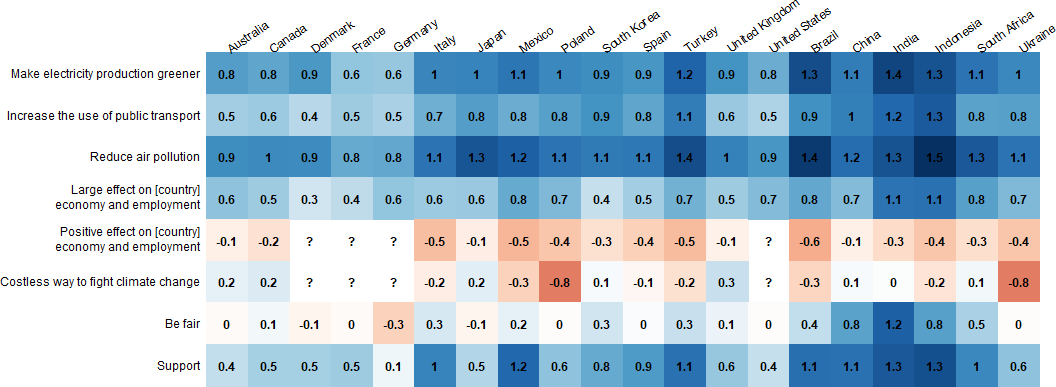 Australia Canada Denmark France Germany Italy Japan Mexico Poland South Korea Spain Turkey United Kingdom United States Brazil China India Indonesia South Africa Ukraine
Make electricity production greener 0.8 0.8 0.9 0.6 0.6 1 1 1.1 1 0.9 0.9 1.2 0.9 0.8 1.3 1.1 1.4 1.3 1.1 1
Increase the use of public transport 0.5 0.6 0.4 0.5 0.5 0.7 0.8 0.8 0.8 0.9 0.8 1.1 0.6 0.5 0.9 1 1.2 1.3 0.8 0.8
Reduce air pollution 0.9 1 0.9 0.8 0.8 1.1 1.3 1.2 1.1 1.1 1.1 1.4 1 0.9 1.4 1.2 1.3 1.5 1.3 1.1
Large effect on [country]
economy and employment 0.6 0.5 0.3 0.4 0.6 0.6 0.6 0.8 0.7 0.4 0.5 0.7 0.5 0.7 0.8 0.7 1.1 1.1 0.8 0.7
Positive effect on [country]
economy and employment -0.1 -0.2 ? ? ? -0.5 -0.1 -0.5 -0.4 -0.3 -0.4 -0.5 -0.1 ? -0.6 -0.1 -0.3 -0.4 -0.3 -0.4
Costless way to fight climate change 0.2 0.2 ? ? ? -0.2 0.2 -0.3 -0.8 0.1 -0.1 -0.2 0.3 ? -0.3 0.1 0 -0.2 0.1 -0.8
Be fair 0 0.1 -0.1 0 -0.3 0.3 -0.1 0.2 0 0.3 0 0.3 0.1 0 0.4 0.8 1.2 0.8 0.5 0
Support 0.4 0.5 0.5 0.5 0.1 1 0.5 1.2 0.6 0.8 0.9 1.1 0.6 0.4 1.1 1.1 1.3 1.3 1 0.6